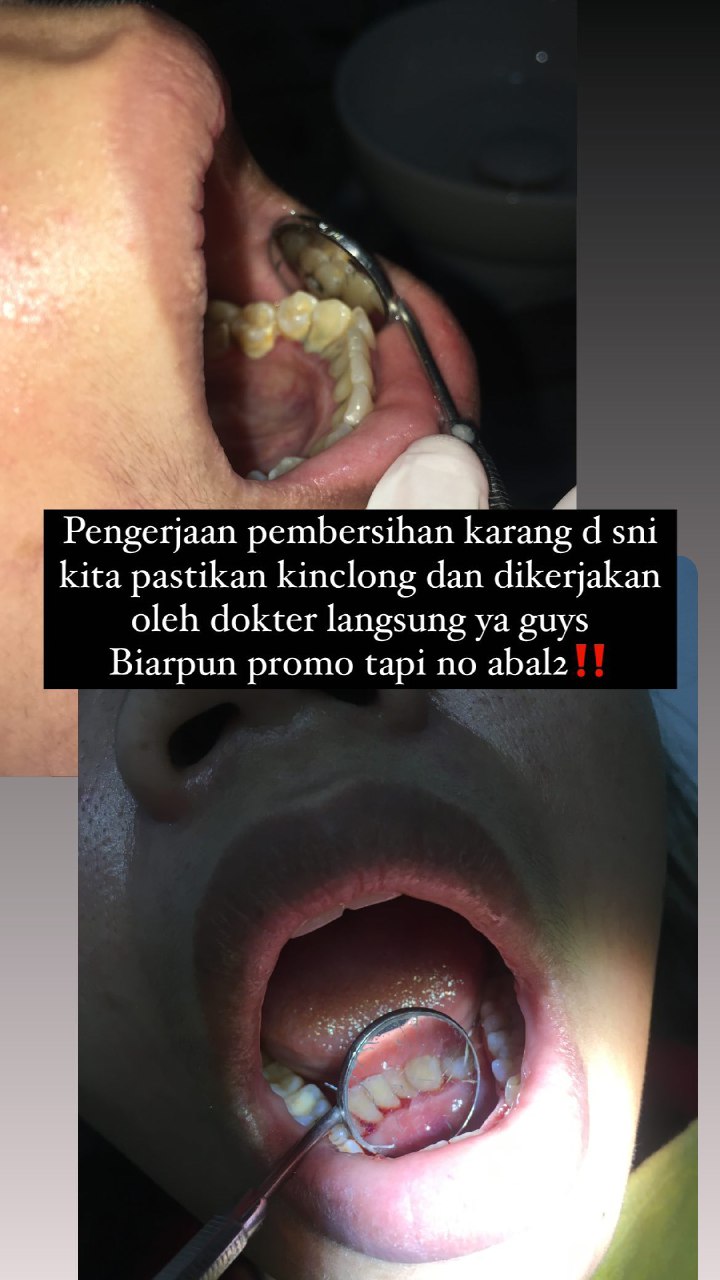 Pengerjaan pembersihan karang d sni
kita pastikan kinclong dan dikerjakan
oleh dokter langsung ya guys
Biarpun promo tapi no abal2‼️